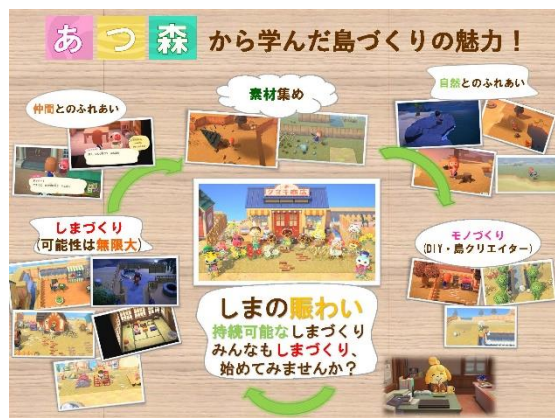 あつ森から学んだ島づくりの魅力！
仲間とのふれあい
素材集め
自然とのふれあい
しまづくり
(可能性は無限大)
モノづくり
(DIY・島クリエイター)
しまの賑わい
持続可能なしまづくり
みんなもしまづくり、
始めてみませんか？